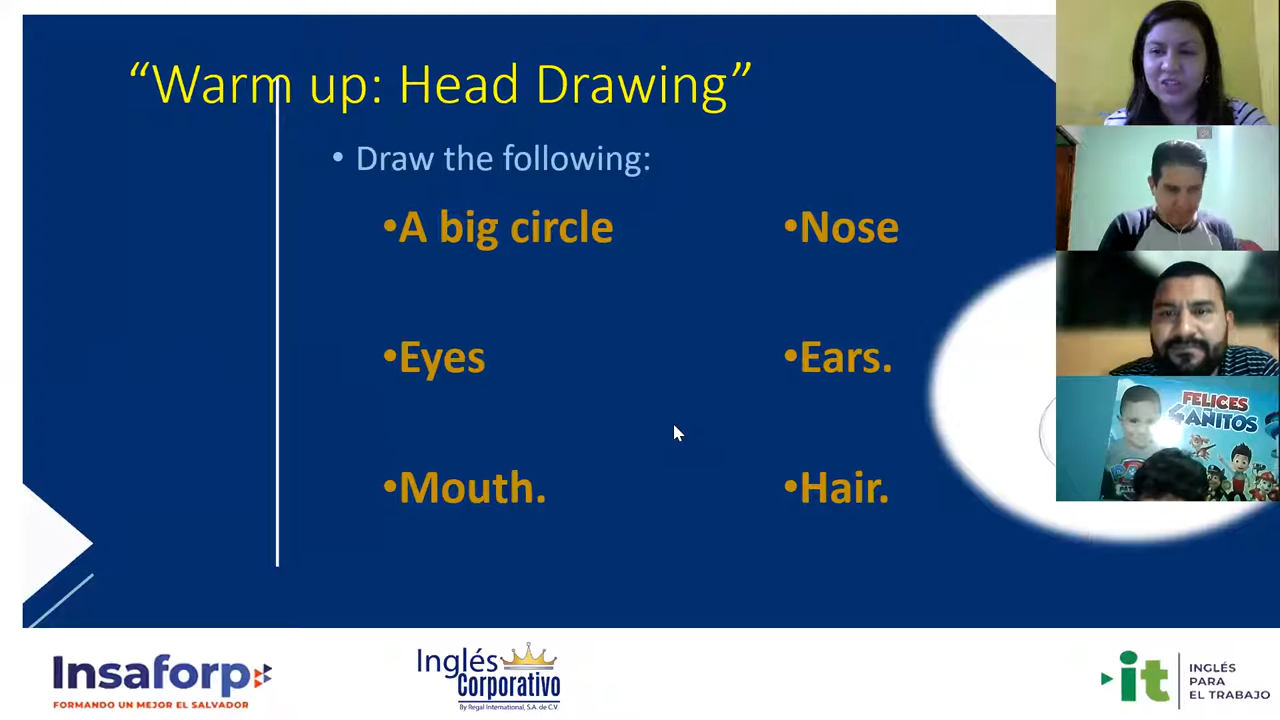 “Warm up: Head Drawing”
• Draw the following:
•A big circle
•Nose
•Eyes
•Ears.
•Mouth.
•Hair.
FELICES
4 AÑITOS
Insaforp
FORMANDO UN MEJOR EL SALVADOR
Inglés
Corporativo
By Regal International, S.A. de C.V.
it
INGLÉS
PARA
EL TRABAJO